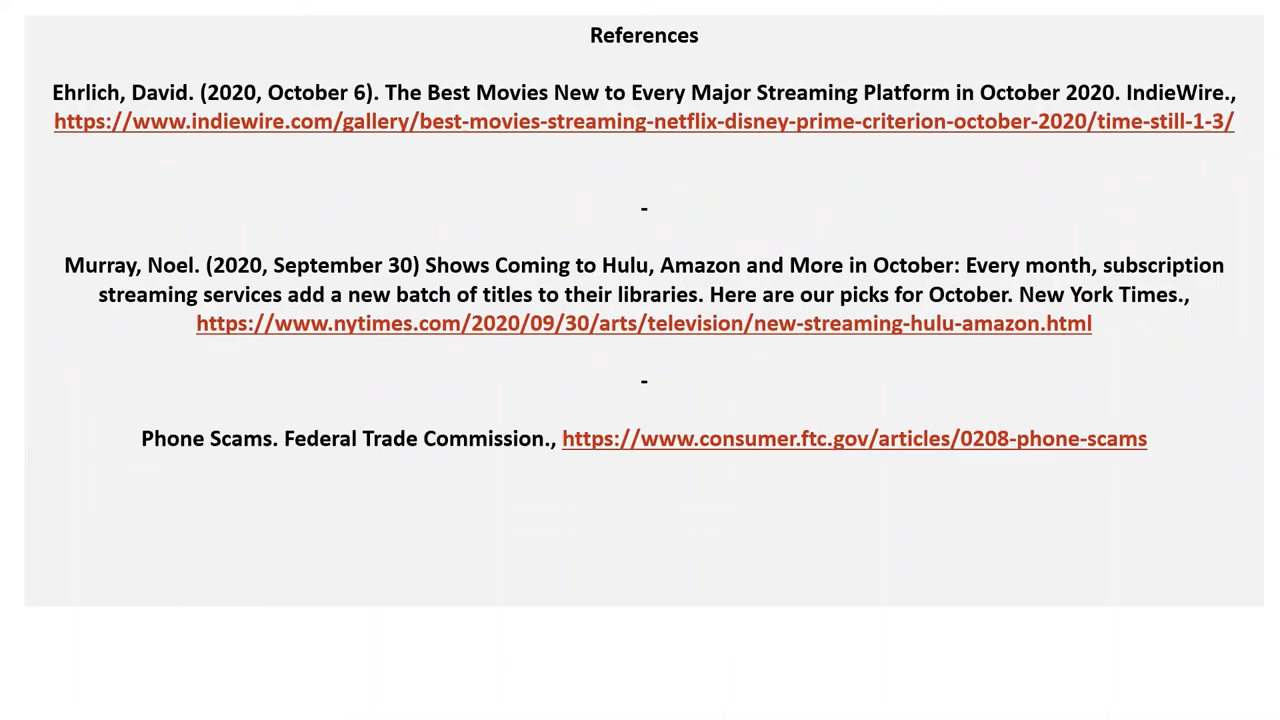 References
Ehrlich, David. (2020, October 6). The Best Movies New to Every Major Streaming Platform in October 2020. IndieWire.,
https://www.indiewire.com/gallery/best-movies-streaming-netflix-disney-prime-criterion-october-2020/time-still-1-3/
-
Murray, Noel. (2020, September 30) Shows Coming to Hulu, Amazon and More in October: Every month, subscription
streaming services add a new batch of titles to their libraries. Here are our picks for October. New York Times.,
https://www.nytimes.com/2020/09/30/arts/television/new-streaming-hulu-amazon.html
-
Phone Scams. Federal Trade Commission., https://www.consumer.ftc.gov/articles/0208-phone-scams